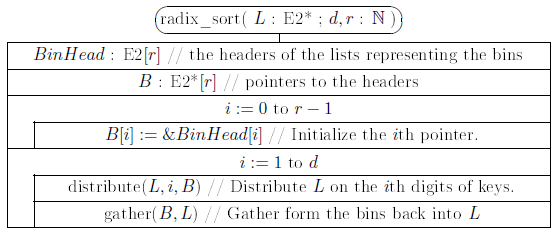 radix_sort( L : E2* ; d, r : ℕ )
BinHead : E2[r] // the headers of the lists representing the bins
B : E2*[r] // pointers to the headers
i := 0 to r − 1
B[i] := &BinHead[i] // Initialize the ith pointer.
i := 1 to d
distribute(L, i, B) // Distribute L on the ith digits of keys.
gather(B, L) // Gather form the bins back into L